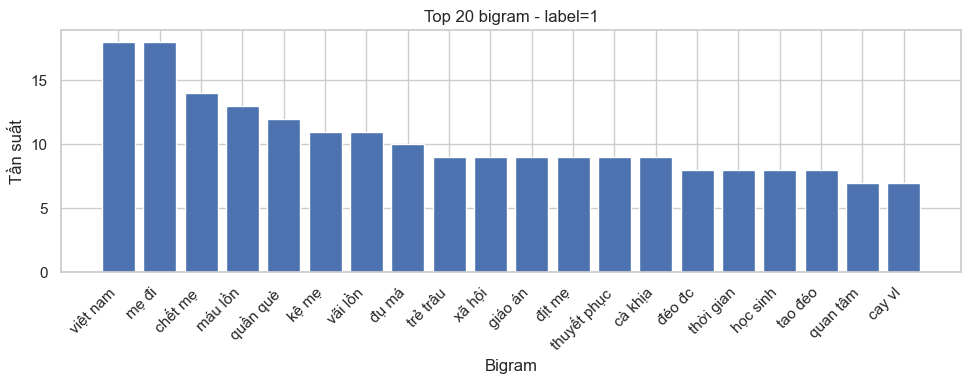 Top 20 bigram - label=1
Tần suất
15
10
5
0
việt nam
mẹ đi
chết mẹ
máu lồn
quần què
kệ mẹ
vãi lồn
đụ má
trẻ trâu
xã hội
giáo án
đít mẹ
thuyết phục
cà khia
đéo đc
thời gian
học sinh
tao đéo
quan tâm
cay vl
Bigram